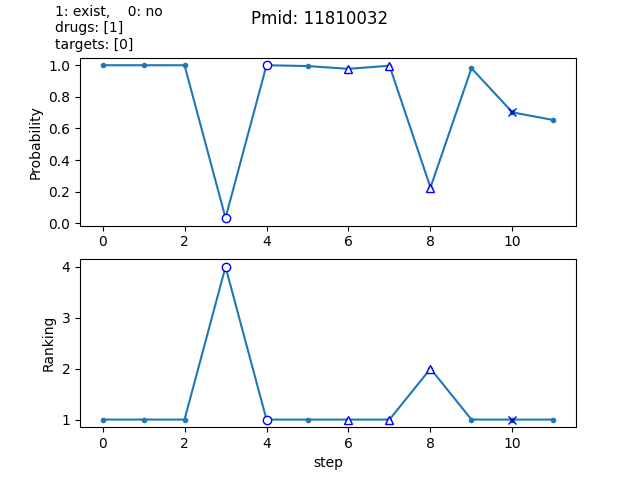 1: exist,    0: no
drugs: [1]
targets: [0]
Pmid: 11810032
Probability
1.0
0.8
0.6
0.4
0.2
0.0
0 2 4 6 8 10
Ranking
4
3
2
1
0 2 4 6 8 10
step